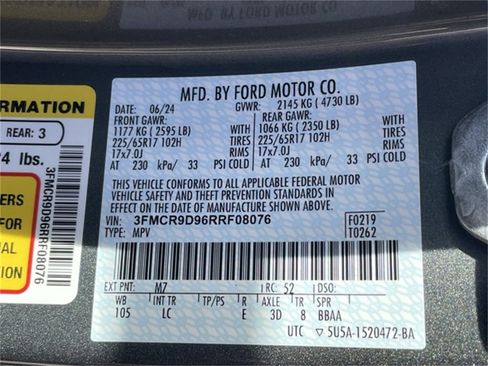 MFD. BY FORD MOTOR CO.
DATE: 06/24 GVWR: 2145 KG ( 4730 LB)
FRONT GAWR: REAR GAWR:
1177 KG ( 2595 LB) 1066 KG ( 2350 LB)
225/65R17 102H TIRES 225/65R17 102H TIRES
17x7.0J RIMS 17x7.0J RIMS
AT 230 kPa/ 33 PSI COLD AT 230 kPa/ 33 PSI COLD
THIS VEHICLE CONFORMS TO ALL APPLICABLE FEDERAL MOTOR
VEHICLE SAFETY AND BUMPER STANDARDS IN EFFECT ON THE DATE OF
MANUFACTURE SHOWN ABOVE.
VIN: 3FMCR9D96RRF08076 F0219
TYPE: MPV T0262
EXT PNT: M7 RC: 52 DSO:
WB INT TR TP/PS R AXLE TR SPR
105 LC E 3D 8 BBAA
UTC 5U5A-1520472-BA
ORMATION
REAR: 3
4 lbs.
3FMCR9D96RRF08076